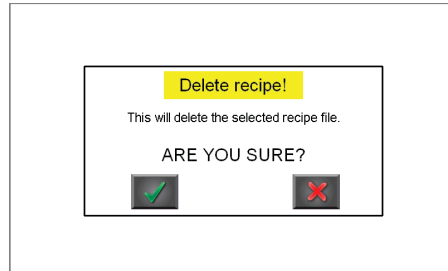 Delete recipe!
This will delete the selected recipe file.
ARE YOU SURE?